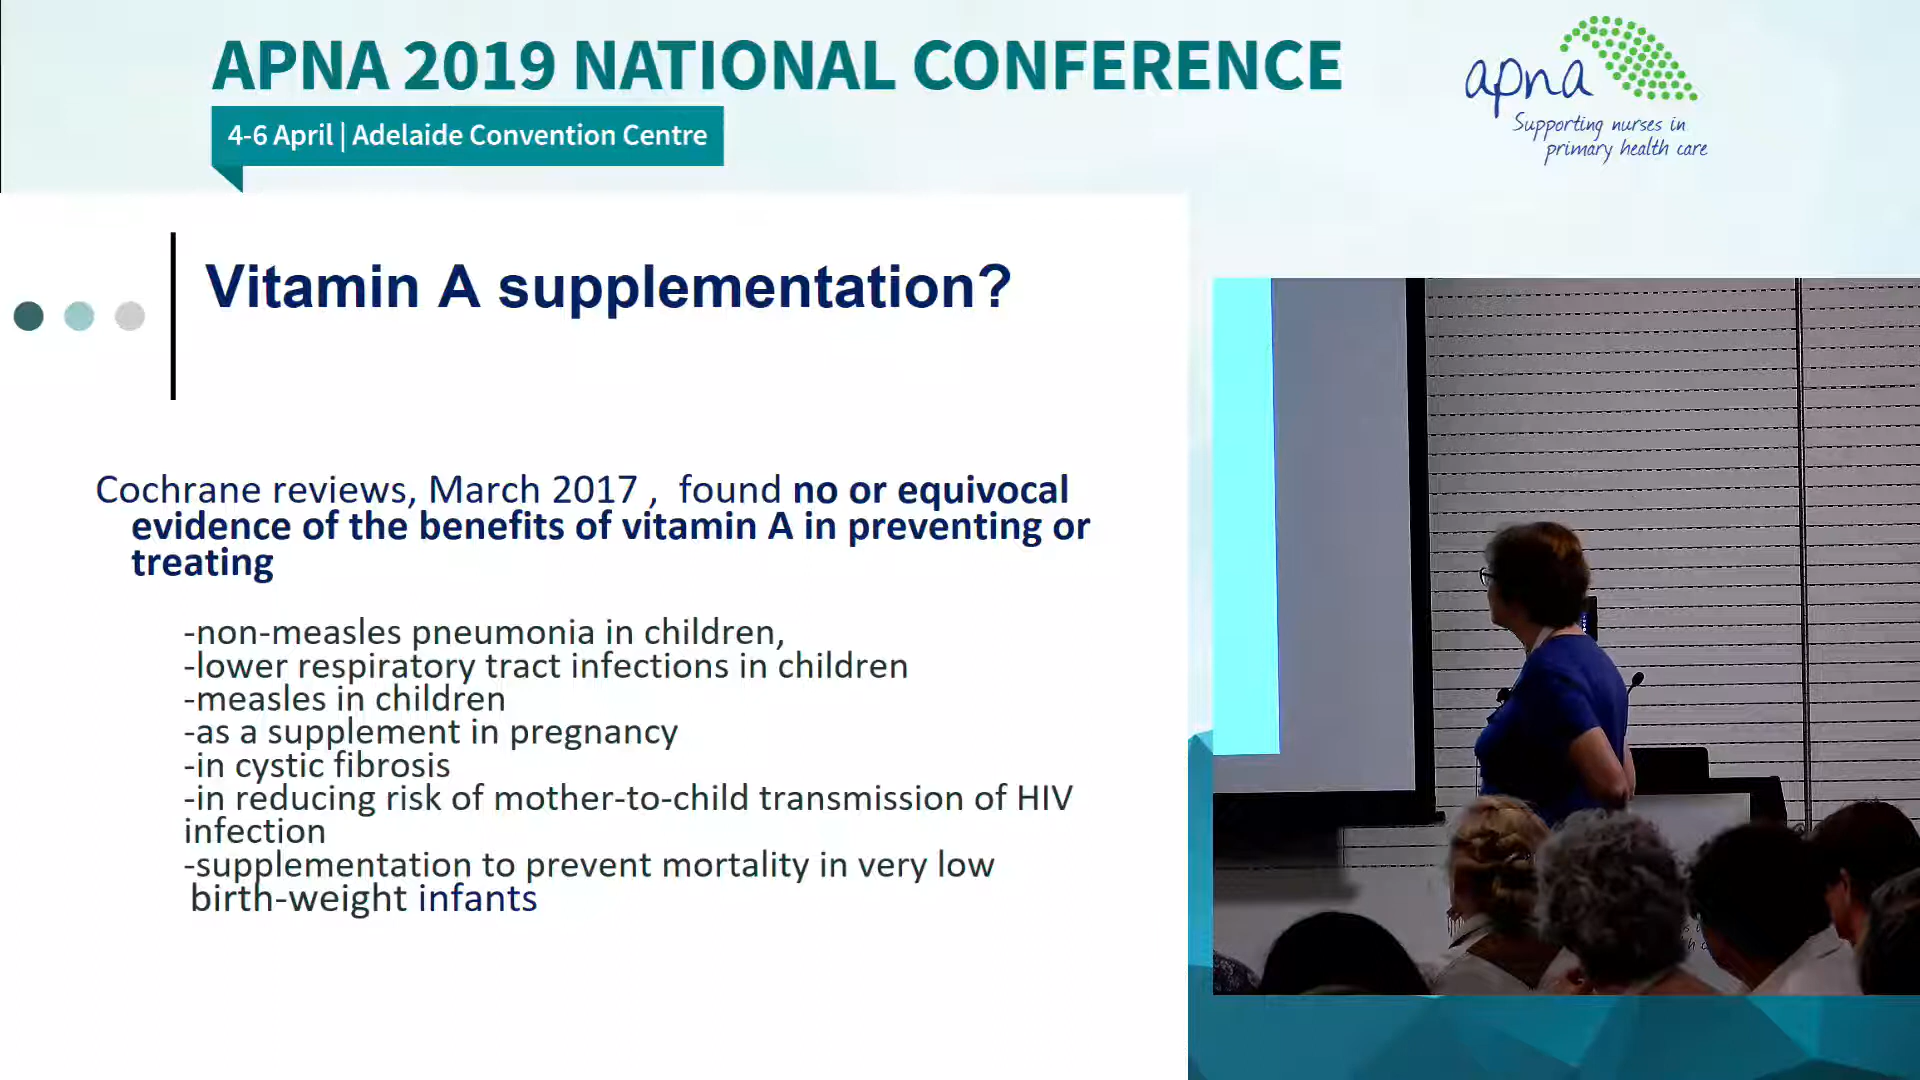 APNA 2019 NATIONAL CONFERENCE
4-6 April | Adelaide Convention Centre
apna
Supporting nurses in
primary health care
Vitamin A supplementation?
Cochrane reviews, March 2017 , found no or equivocal
evidence of the benefits of vitamin A in preventing or
treating
-non-measles pneumonia in children,
-lower respiratory tract infections in children
-measles in children
-as a supplement in pregnancy
-in cystic fibrosis
-in reducing risk of mother-to-child transmission of HIV
infection
-supplementation to prevent mortality in very low
birth-weight infants